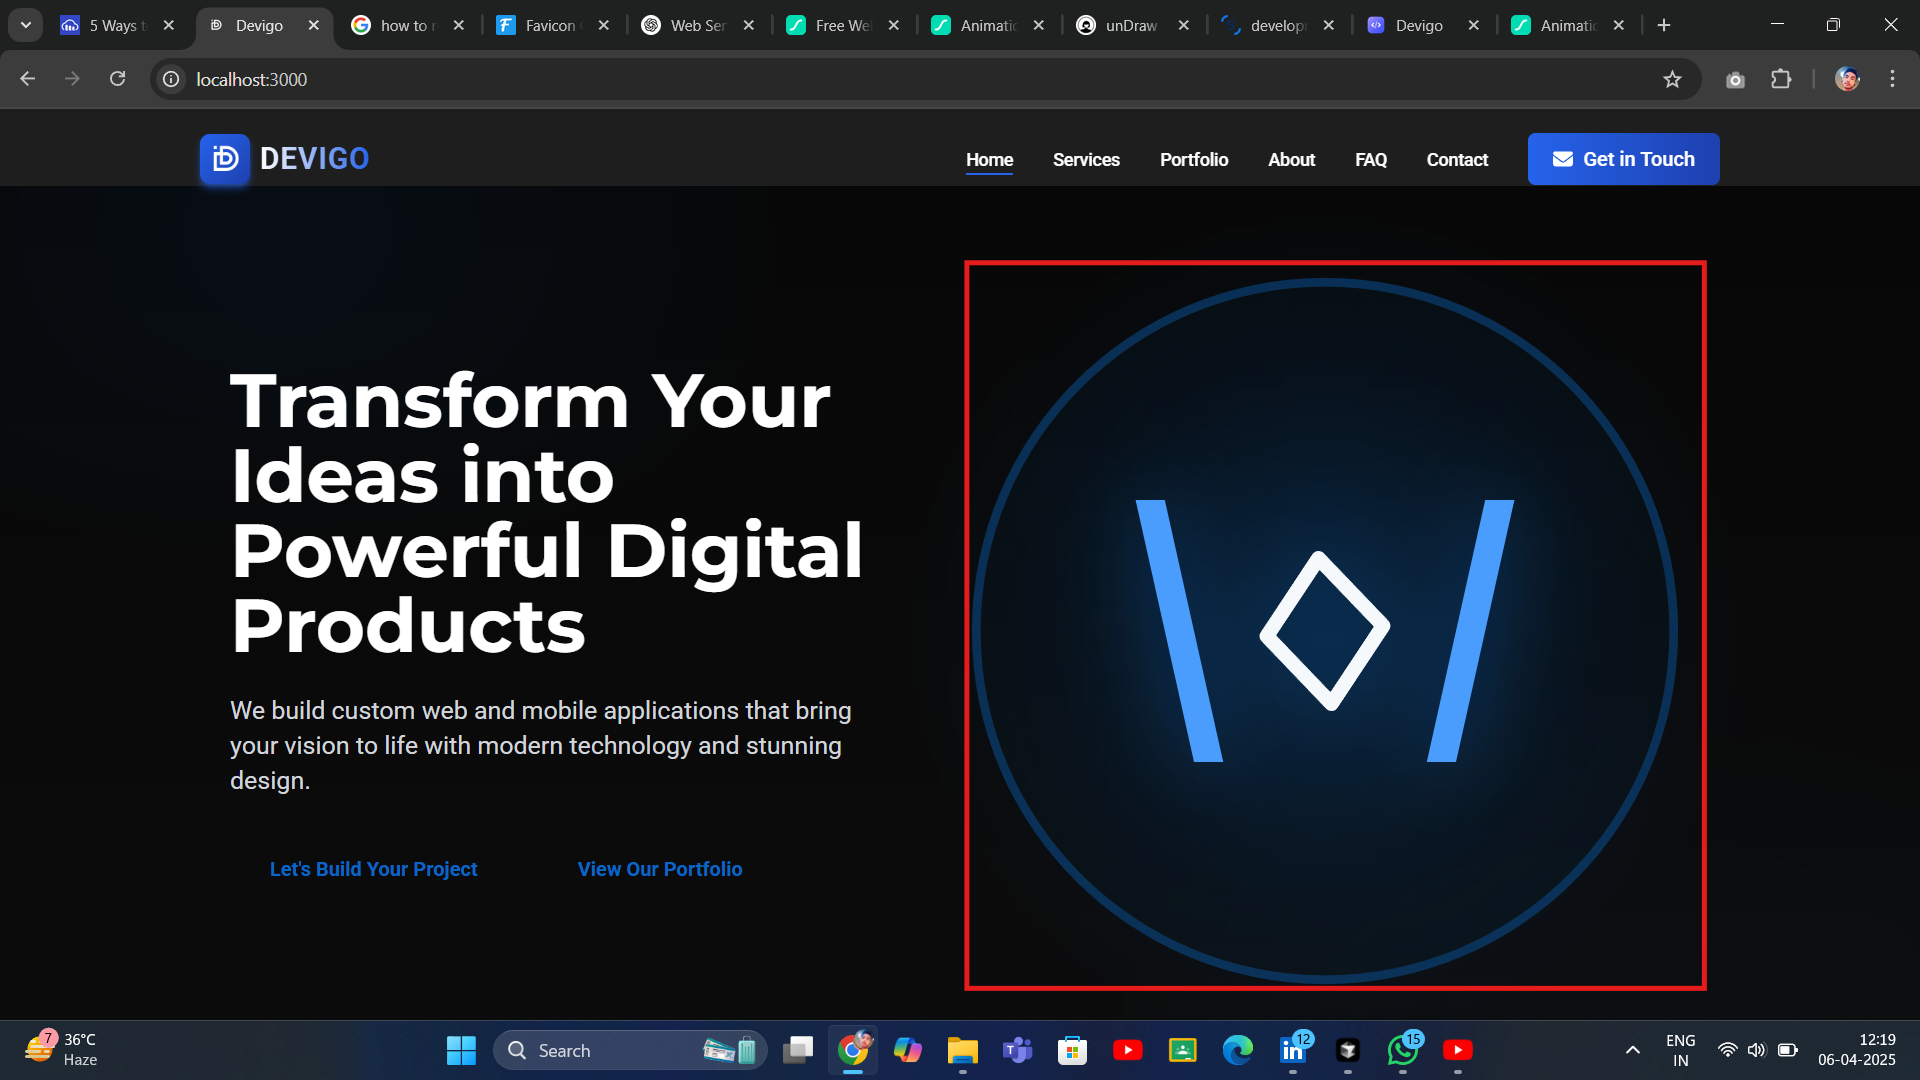 5 Ways t
Devigo
how to r
Favicon
Web Ser
Free We
Animatic
unDraw
develop
Devigo
Animatic
localhost:3000
DEVIGO
Home
Services
Portfolio
About
FAQ
Contact
Get in Touch
Transform Your
Ideas into
Powerful Digital
Products
We build custom web and mobile applications that bring
your vision to life with modern technology and stunning
design.
Let's Build Your Project
View Our Portfolio
7
36°C
Haze
Search
12
15
ENG
IN
12:19
06-04-2025